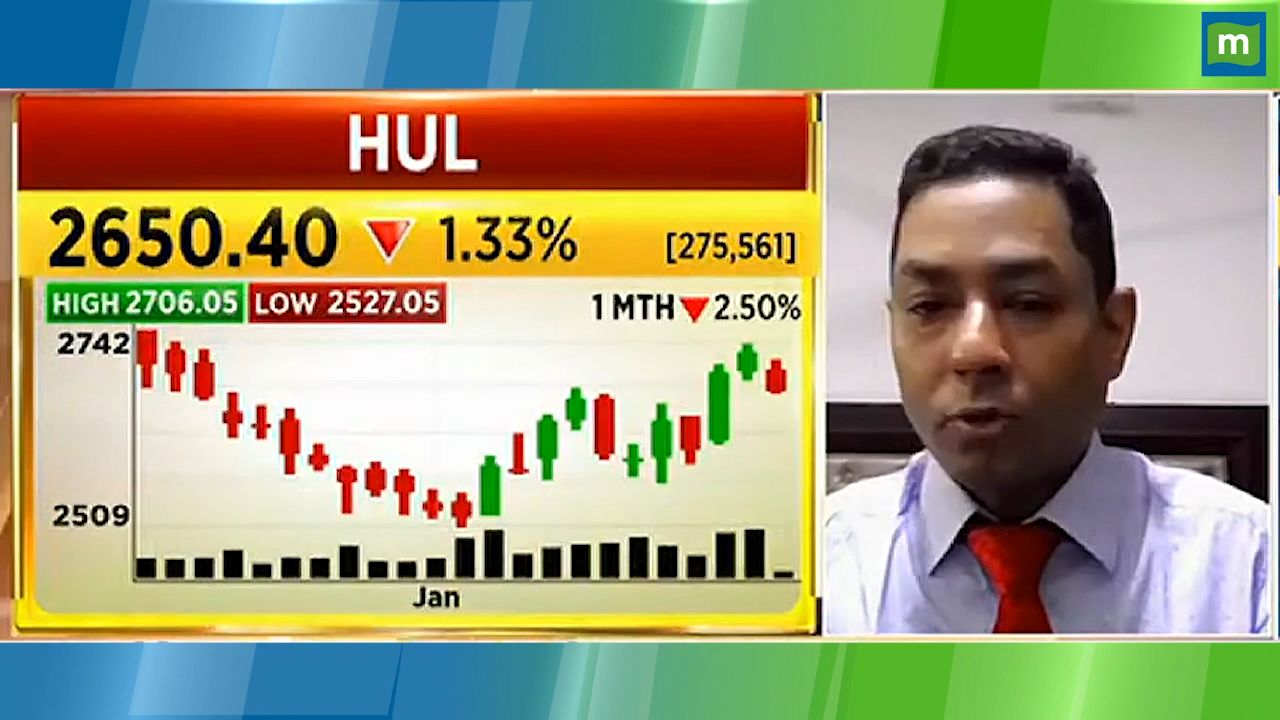 m
HUL
2650.40 ▼ 1.33% [275,561]
HIGH 2706.05 LOW 2527.05 1 MTH ▼ 2.50%
2742
2509
Jan